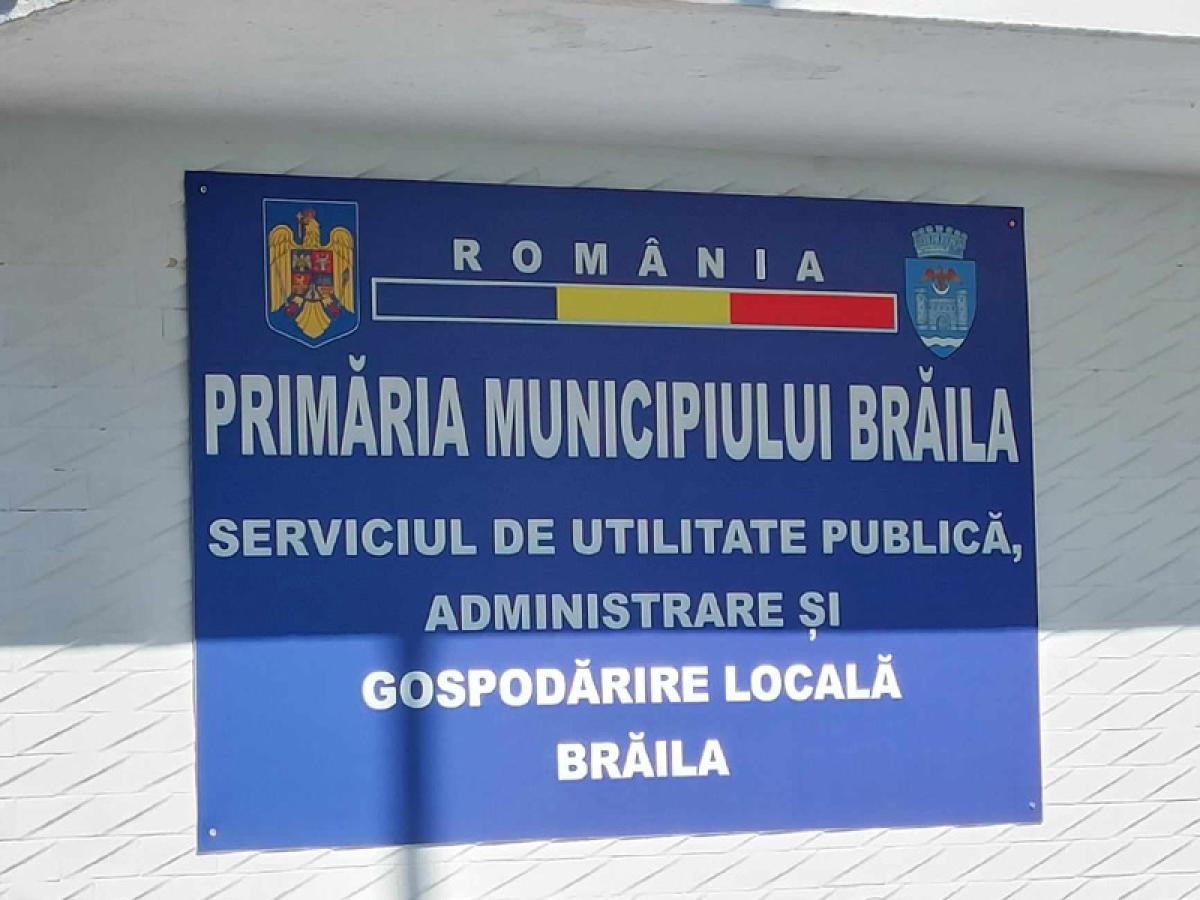 ROMÂNIA
PRIMĂRIA MUNICIPIULUI BRĂILA
SERVICIUL DE UTILITATE PUBLICĂ,
ADMINISTRARE ȘI
GOSPODĂRIRE LOCALĂ
BRĂILA